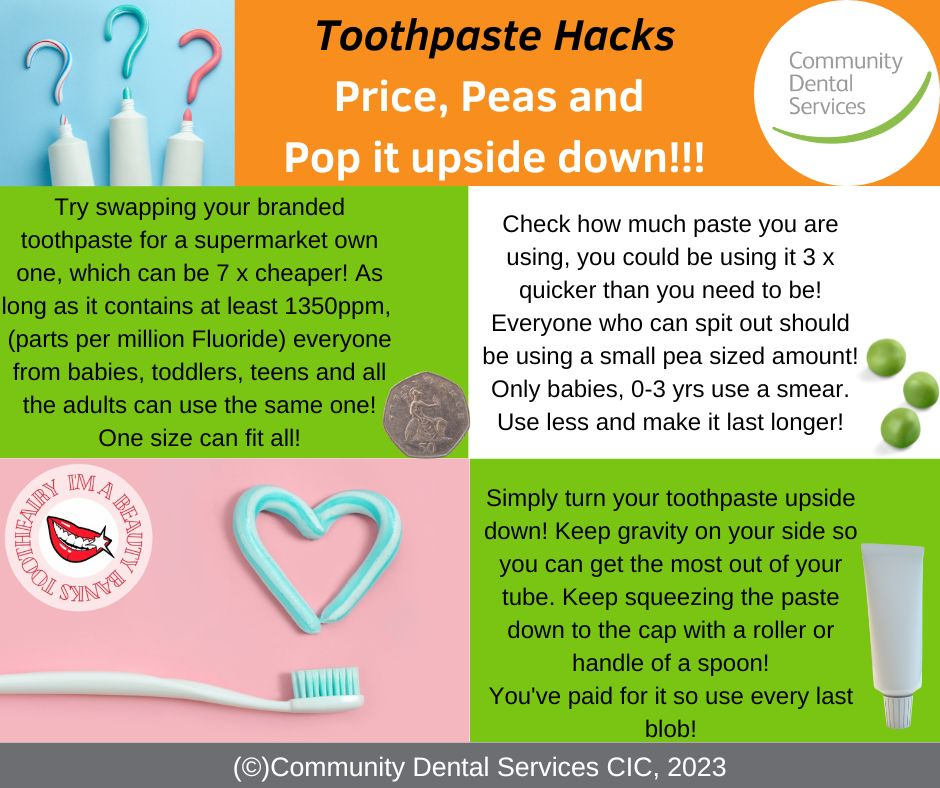 Toothpaste Hacks
Price, Peas and
Pop it upside down!!!
Community
Dental
Services
Try swapping your branded
toothpaste for a supermarket own
one, which can be 7 x cheaper! As
long as it contains at least 1350ppm,
(parts per million Fluoride) everyone
from babies, toddlers, teens and all
the adults can use the same one!
One size can fit all!
50
Check how much paste you are
using, you could be using it 3 x
quicker than you need to be!
Everyone who can spit out should
be using a small pea sized amount!
Only babies, 0-3 yrs use a smear.
Use less and make it last longer!
I'M A BEAUTY BANKS TOOTHFAIRY
Simply turn your toothpaste upside
down! Keep gravity on your side so
you can get the most out of your
tube. Keep squeezing the paste
down to the cap with a roller or
handle of a spoon!
You've paid for it so use every last
blob!
(©)Community Dental Services CIC, 2023